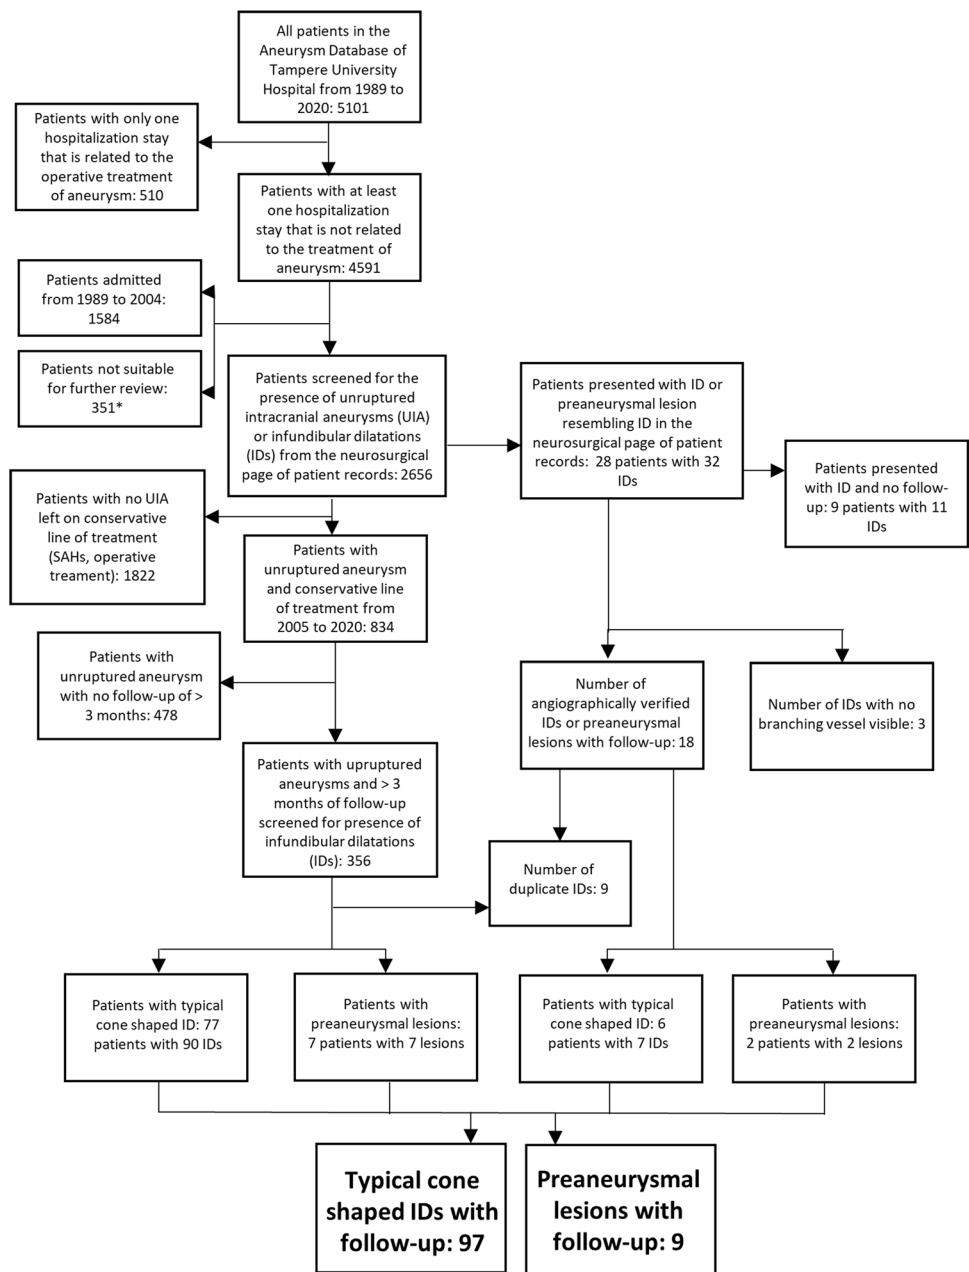 All patients in the
Aneurysm Database of
Tampere University
Hospital from 1989 to
2020: 5101
Patients with only one
hospitalization stay
that is related to the
operative treatment
of aneurysm: 510
Patients with at least
one hospitalization
stay that is not related
to the treatment of
aneurysm: 4591
Patients admitted
from 1989 to 2004:
1584
Patients not suitable
for further review:
351*
Patients screened for the
presence of unruptured
intracranial aneurysms (UIA)
or infundibular dilatations
(IDs) from the neurosurgical
page of patient records: 2656
Patients presented with ID or
preaneurysmal lesion
resembling ID in the
neurosurgical page of patient
records: 28 patients with 32
IDs
Patients presented
with ID and no follow-
up: 9 patients with 11
IDs
Patients with no UIA
left on conservative
line of treatment
(SAHs, operative
treament): 1822
Patients with
unruptured aneurysm
and conservative line
of treatment from
2005 to 2020: 834
Patients with
unruptured aneurysm
with no follow-up of >
3 months: 478
Number of
angiographically verified
IDs or preaneurysmal
lesions with follow-up: 18
Number of IDs with no
branching vessel visible: 3
Patients with upruptured
aneurysms and > 3
months of follow-up
screened for presence of
infundibular dilatations
(IDs): 356
Number of
duplicate IDs: 9
Patients with typical
cone shaped ID: 77
patients with 90 IDs
Patients with
preaneurysmal lesions:
7 patients with 7 lesions
Patients with typical
cone shaped ID: 6
patients with 7 IDs
Patients with
preaneurysmal lesions:
2 patients with 2 lesions
Typical cone
shaped IDs with
follow-up: 97
Preaneurysmal
lesions with
follow-up: 9